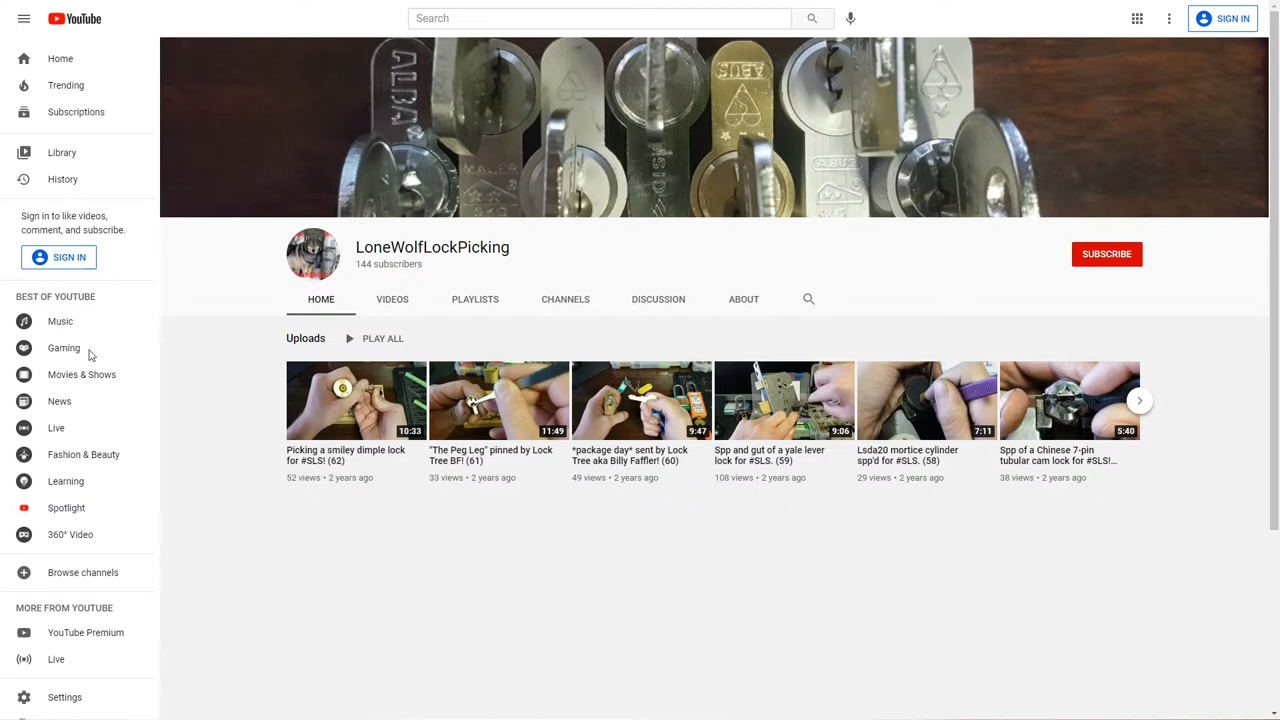 YouTube
Search
SIGN IN
Home
Trending
Subscriptions
Library
History
Sign in to like videos,
comment, and subscribe.
SIGN IN
BEST OF YOUTUBE
Music
Gaming
Movies & Shows
News
Live
Fashion & Beauty
Learning
Spotlight
360° Video
Browse channels
MORE FROM YOUTUBE
YouTube Premium
Live
Settings
ALBA
ABUS
LoneWolfLockPicking
144 subscribers
SUBSCRIBE
HOME
VIDEOS
PLAYLISTS
CHANNELS
DISCUSSION
ABOUT
Uploads
PLAY ALL
10:33
11:49
9:47
9:06
7:11
5:40
Picking a smiley dimple lock
for #SLS! (62)
52 views • 2 years ago
"The Peg Leg" pinned by Lock
Tree BF! (61)
33 views • 2 years ago
*package day* sent by Lock
Tree aka Billy Faffler! (60)
49 views • 2 years ago
Spp and gut of a yale lever
lock for #SLS. (59)
108 views • 2 years ago
Lsda20 mortice cylinder
spp'd for #SLS. (58)
29 views • 2 years ago
Spp of a Chinese 7-pin
tubular cam lock for #SLS!...
38 views • 2 years ago